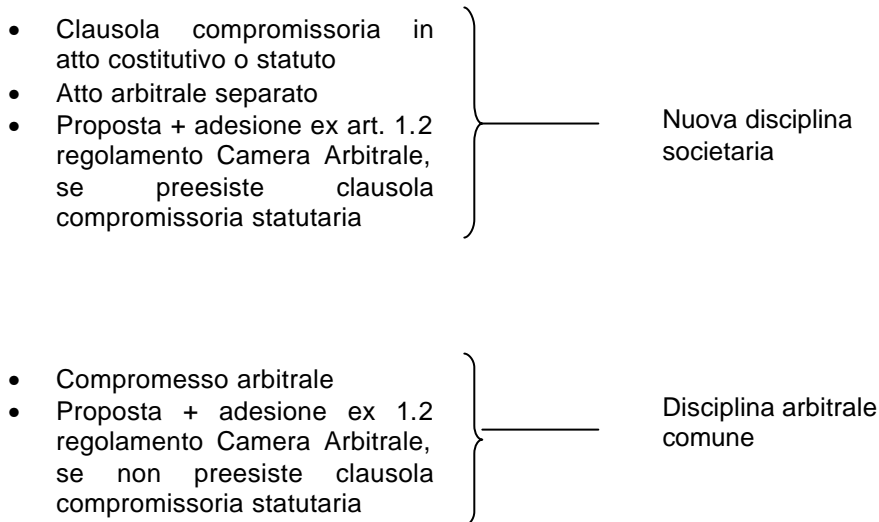 • Clausola compromissoria in
atto costitutivo o statuto
• Atto arbitrale separato
• Proposta + adesione ex art. 1.2
regolamento Camera Arbitrale,
se preesiste clausola
compromissoria statutaria
Nuova disciplina
societaria
• Compromesso arbitrale
• Proposta + adesione ex 1.2
regolamento Camera Arbitrale,
se non preesiste clausola
compromissoria statutaria
Disciplina arbitrale
comune